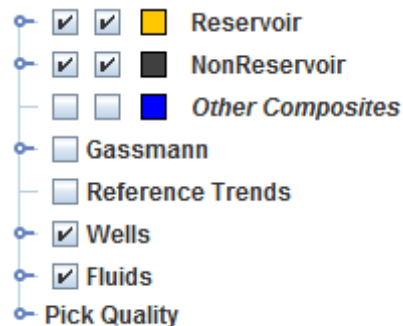 Reservoir
NonReservoir
Other Composites
Gassmann
Reference Trends
Wells
Fluids
Pick Quality